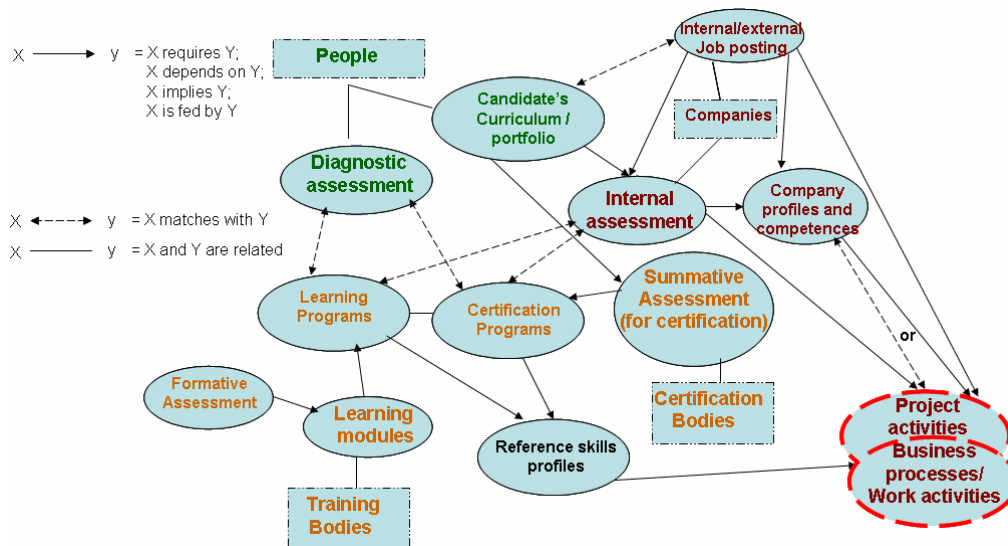 X y = X requires Y;
X depends on Y;
X implies Y;
X is fed by Y
People
Internal/external
Job posting
Candidate's
Curriculum /
portfolio
Companies
Diagnostic
assessment
Internal
assessment
Company
profiles and
competences
X y = X matches with Y
X y = X and Y are related
Learning
Programs
Certification
Programs
Summative
Assessment
(for certification)
or
Formative
Assessment
Learning
modules
Certification
Bodies
Reference skills
profiles
Project
activities
Business
processes/
Work activities
Training
Bodies